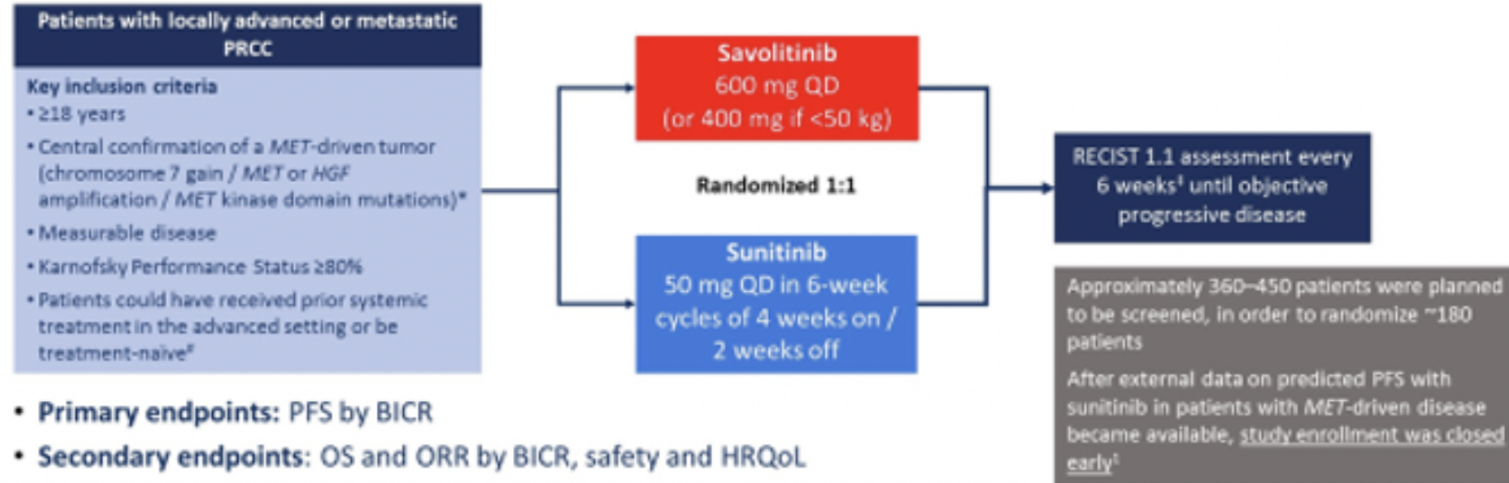 Patients with locally advanced or metastatic
PRCC
Key inclusion criteria
• ≥18 years
• Central confirmation of a MET-driven tumor
(chromosome 7 gain / MET or HGF
amplification / MET kinase domain mutations)*
• Measurable disease
• Karnofsky Performance Status ≥80%
• Patients could have received prior systemic
treatment in the advanced setting or be
treatment-naïve#
Savolitinib
600 mg QD
(or 400 mg if <50 kg)
Randomized 1:1
Sunitinib
50 mg QD in 6-week
cycles of 4 weeks on /
2 weeks off
RECIST 1.1 assessment every
6 weeks‡ until objective
progressive disease
Approximately 360–450 patients were planned
to be screened, in order to randomize ~180
patients
After external data on predicted PFS with
sunitinib in patients with MET-driven disease
became available, study enrollment was closed
early¹
• Primary endpoints: PFS by BICR
• Secondary endpoints: OS and ORR by BICR, safety and HRQoL